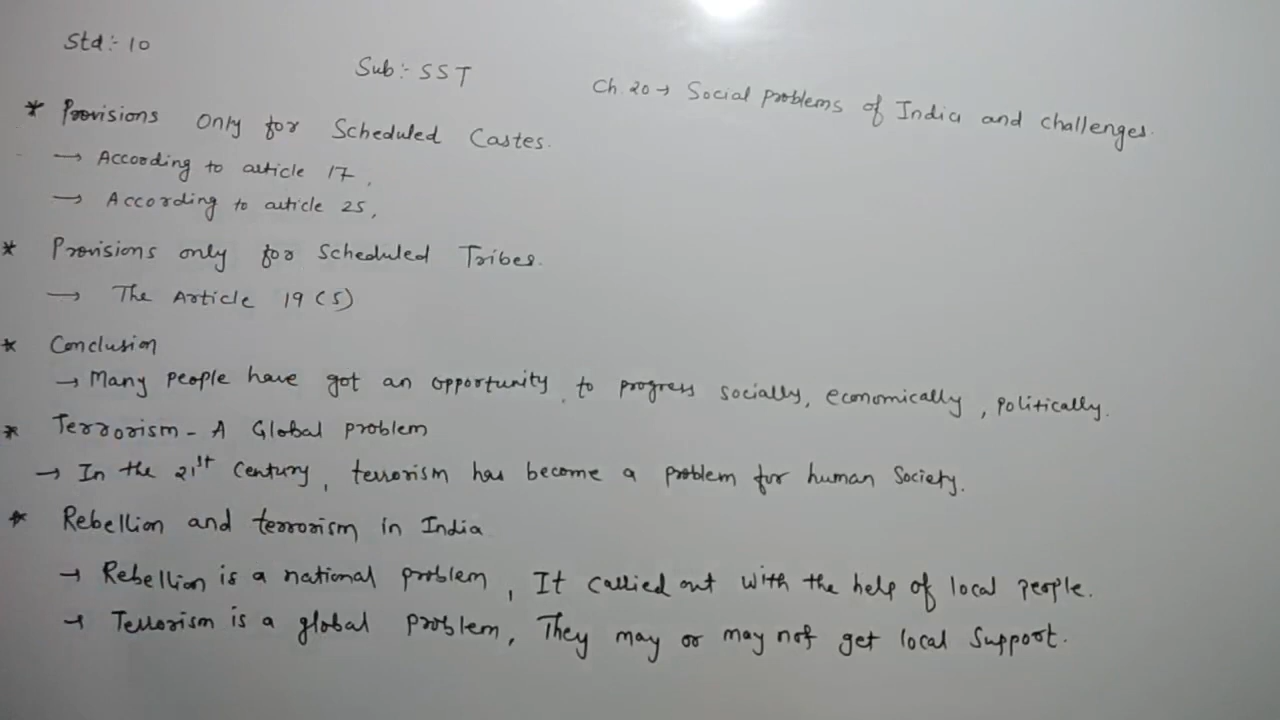 Std:- 10
Sub:- SST
Ch. 20 → Social problems of India and challenges.
* Provisions only for Scheduled Castes.
→ According to article 17,
→ According to article 25,
* Provisions only for Scheduled Tribes.
→ The Article 19 (5)
* Conclusion
→ Many people have got an opportunity to progress socially, economically, politically.
* Terrorism - A Global problem
→ In the 21st Century, terrorism has become a problem for human Society.
* Rebellion and terrorism in India
→ Rebellion is a national problem, It carried out with the help of local people.
→ Terrorism is a global problem, They may or may not get local support.